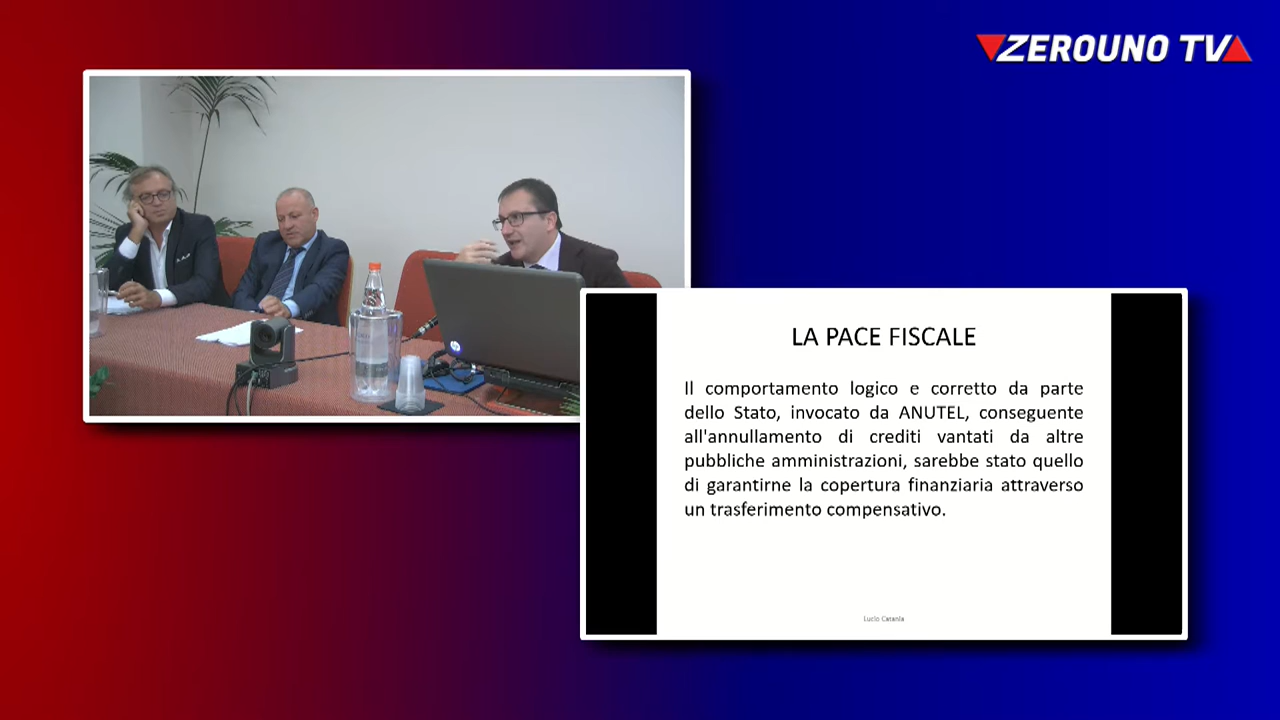 ZEROUNO TV
LA PACE FISCALE
Il comportamento logico e corretto da parte
dello Stato, invocato da ANUTEL, conseguente
all'annullamento di crediti vantati da altre
pubbliche amministrazioni, sarebbe stato quello
di garantirne la copertura finanziaria attraverso
un trasferimento compensativo.
Lucio Catania